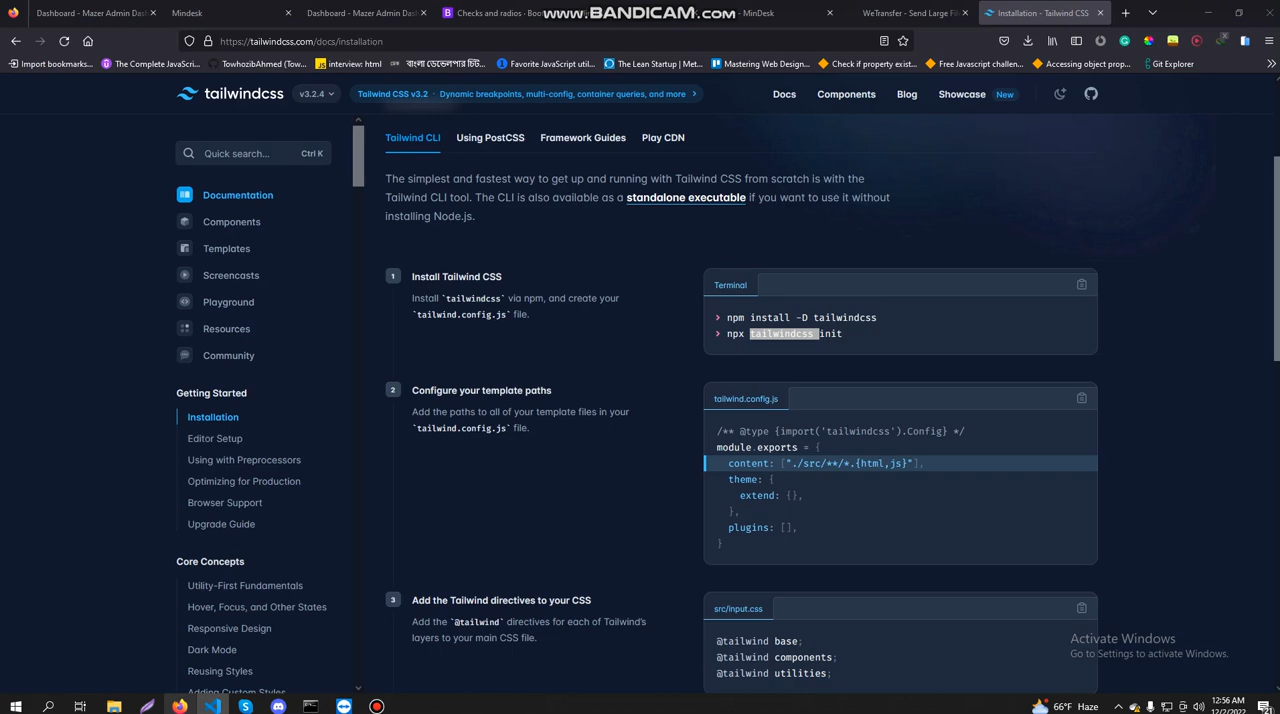 Dashboard - Mazer Admin Das
Mindesk
Dashboard - Mazer Admin Das
Checks and radios - Boo
www.BANDICAM.com
MinDesk
WeTransfer - Send Large Fi
Installation - Tailwind CSS
https://tailwindcss.com/docs/installation
Import bookmarks...
The Complete JavaSc...
TowhozibAhmed (Tow...
interview: html
বাংলা ডেভেলপার চিট...
Favorite JavaScript util...
The Lean Startup | Met...
Mastering Web Design...
Check if property exist...
Free Javascript challen...
Accessing object prop...
Git Explorer
tailwindcss
v3.2.4
Tailwind CSS v3.2 · Dynamic breakpoints, multi-config, container queries, and more
Docs
Components
Blog
Showcase
New
Quick search...
Ctrl K
Documentation
Components
Templates
Screencasts
Playground
Resources
Community
Getting Started
Installation
Editor Setup
Using with Preprocessors
Optimizing for Production
Browser Support
Upgrade Guide
Core Concepts
Utility-First Fundamentals
Hover, Focus, and Other States
Responsive Design
Dark Mode
Reusing Styles
Adding Custom Styles
Tailwind CLI
Using PostCSS
Framework Guides
Play CDN
The simplest and fastest way to get up and running with Tailwind CSS from scratch is with the
Tailwind CLI tool. The CLI is also available as a standalone executable if you want to use it without
installing Node.js.
1
Install Tailwind CSS
Install `tailwindcss` via npm, and create your
`tailwind.config.js` file.
Terminal
> npm install -D tailwindcss
> npx tailwindcss init
2
Configure your template paths
Add the paths to all of your template files in your
`tailwind.config.js` file.
tailwind.config.js
/** @type {import('tailwindcss').Config} */
module.exports = {
content: ["./src/**/*.{html,js}"],
theme: {
extend: {},
},
plugins: [],
}
3
Add the Tailwind directives to your CSS
Add the `@tailwind` directives for each of Tailwind's
layers to your main CSS file.
src/input.css
@tailwind base;
@tailwind components;
@tailwind utilities;
Activate Windows
Go to Settings to activate Windows.
66°F Haze
12:56 AM
12/2/2022